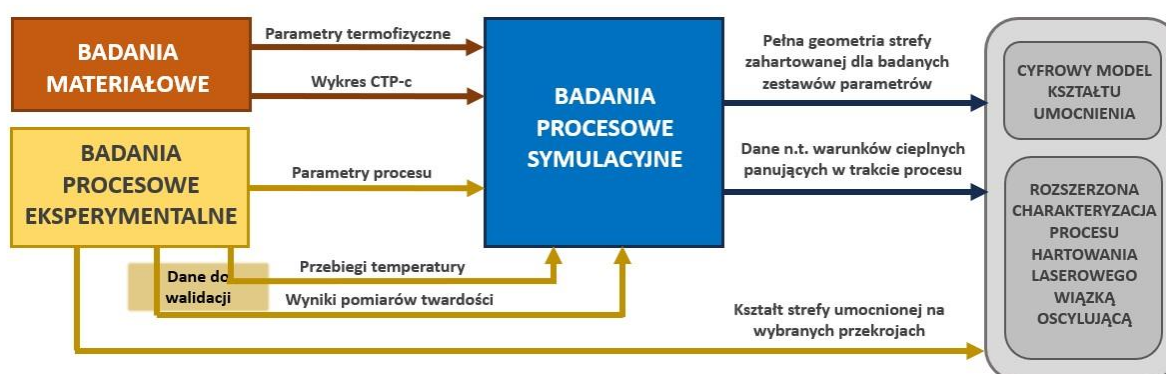 BADANIA
MATERIAŁOWE
Parametry termofizyczne
Wykres CTP-c
BADANIA
PROCESOWE
EKSPERYMENTALNE
Parametry procesu
Dane do
walidacji
Przebiegi temperatury
Wyniki pomiarów twardości
BADANIA
PROCESOWE
SYMULACYJNE
Pełna geometria strefy
zahartowanej dla badanych
zestawów parametrów
Dane n.t. warunków cieplnych
panujących w trakcie procesu
Kształt strefy umocnionej na
wybranych przekrojach
CYFROWY MODEL
KSZTAŁTU
UMOCNIENIA
ROZSZERZONA
CHARAKTERYZACJA
PROCESU
HARTOWANIA
LASEROWEGO
WIĄZKĄ
OSCYLUJĄCĄ